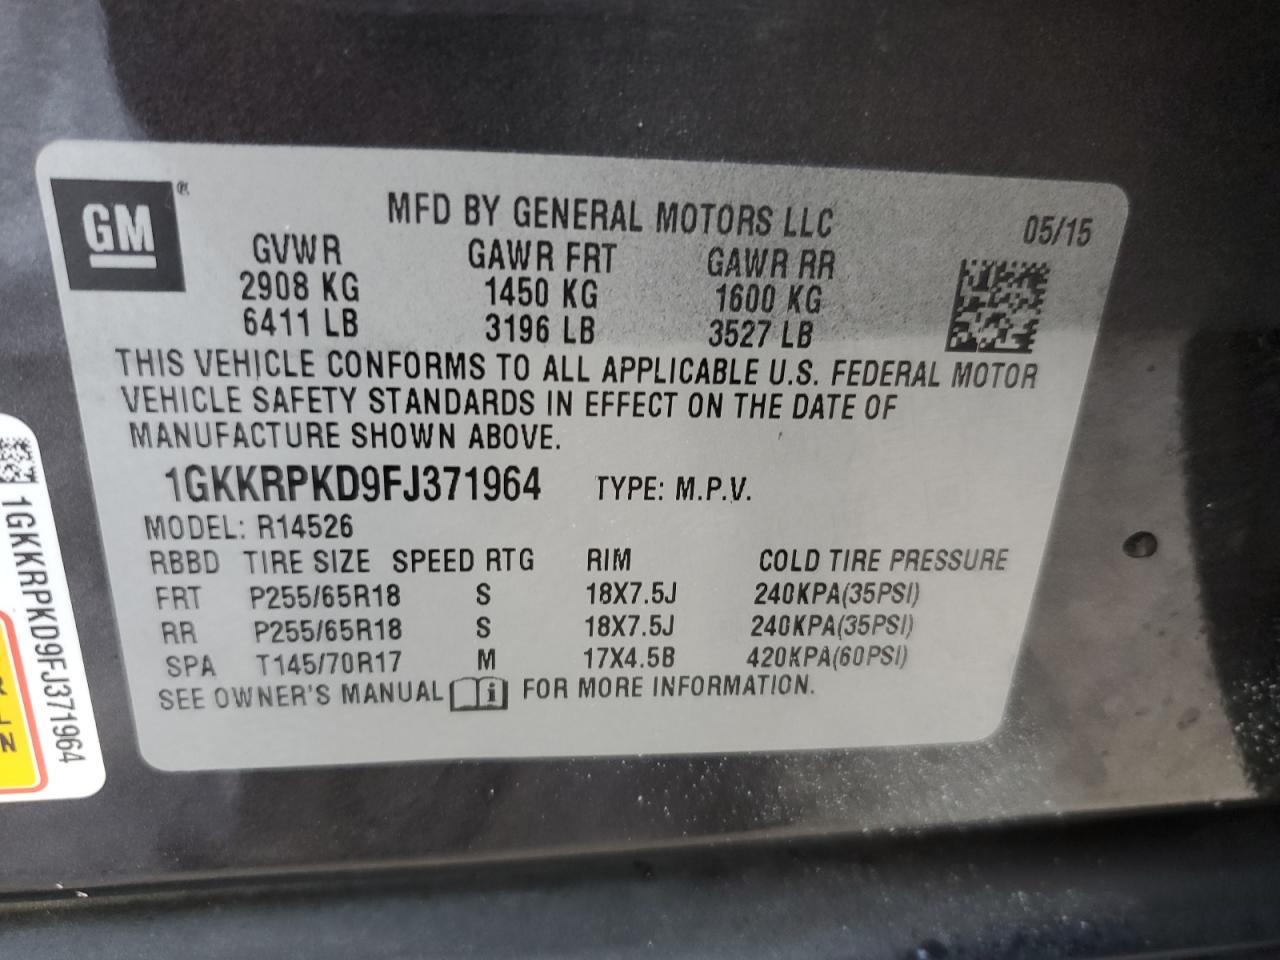 GM®
MFD BY GENERAL MOTORS LLC 05/15
GVWR GAWR FRT GAWR RR
2908 KG 1450 KG 1600 KG
6411 LB 3196 LB 3527 LB
THIS VEHICLE CONFORMS TO ALL APPLICABLE U.S. FEDERAL MOTOR
VEHICLE SAFETY STANDARDS IN EFFECT ON THE DATE OF
MANUFACTURE SHOWN ABOVE.
1GKKRPKD9FJ371964 TYPE: M.P.V.
MODEL: R14526
RBBD TIRE SIZE SPEED RTG RIM COLD TIRE PRESSURE
FRT P255/65R18 S 18X7.5J 240KPA(35PSI)
RR P255/65R18 S 18X7.5J 240KPA(35PSI)
SPA T145/70R17 M 17X4.5B 420KPA(60PSI)
SEE OWNER'S MANUAL i FOR MORE INFORMATION.
1GKKRPKD9FJ371964